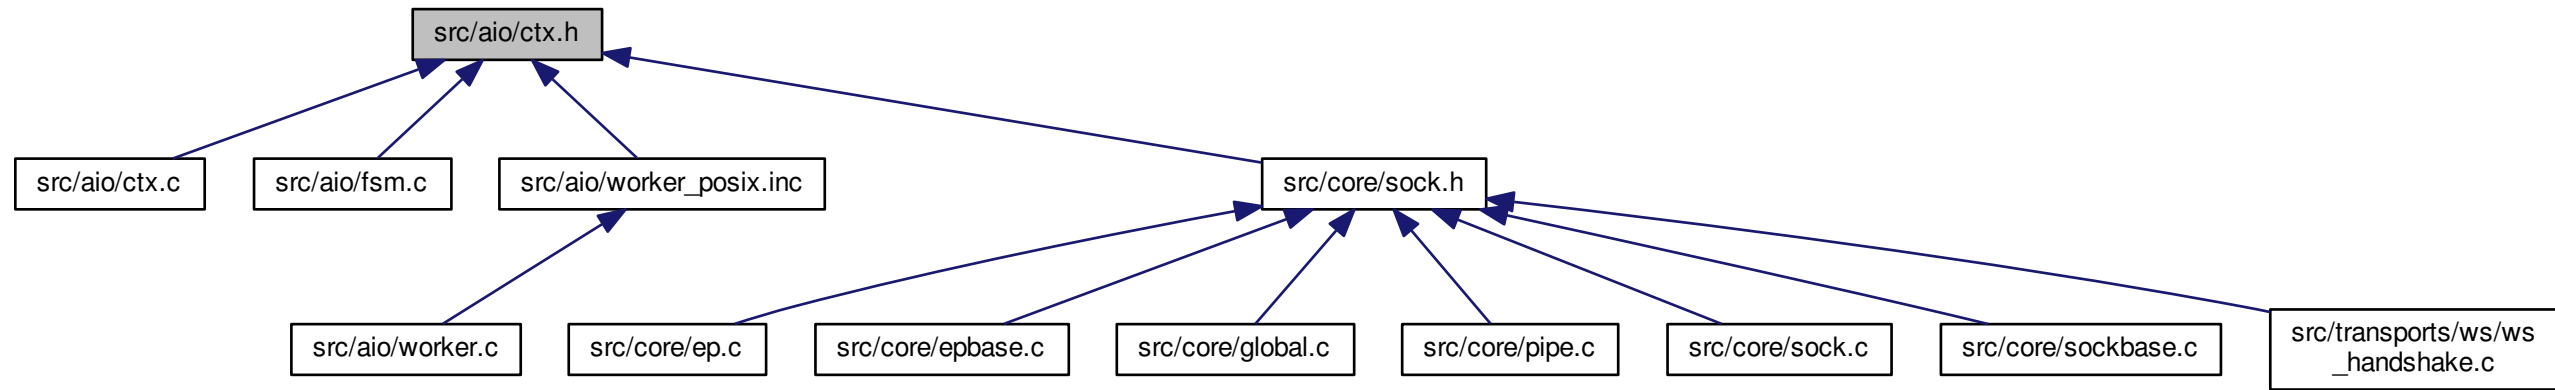 src/aio/ctx.h
src/aio/ctx.c
src/aio/fsm.c
src/aio/worker_posix.inc
src/core/sock.h
src/aio/worker.c
src/core/ep.c
src/core/epbase.c
src/core/global.c
src/core/pipe.c
src/core/sock.c
src/core/sockbase.c
src/transports/ws/ws
_handshake.c